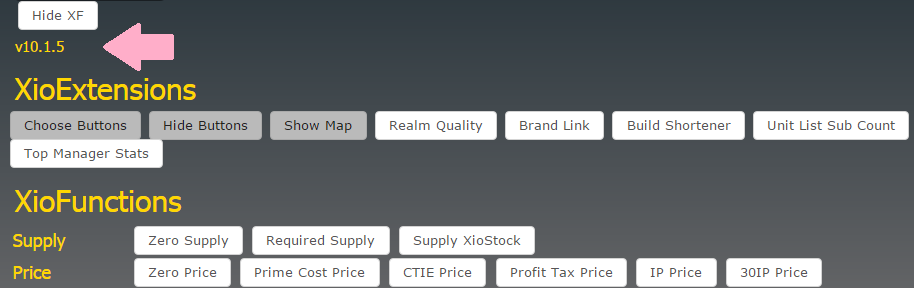 Hide XF
v10.1.5
XioExtensions
Choose Buttons Hide Buttons Show Map Realm Quality Brand Link Build Shortener Unit List Sub Count
Top Manager Stats
XioFunctions
Supply Zero Supply Required Supply Supply XioStock
Price Zero Price Prime Cost Price CTIE Price Profit Tax Price IP Price 30IP Price